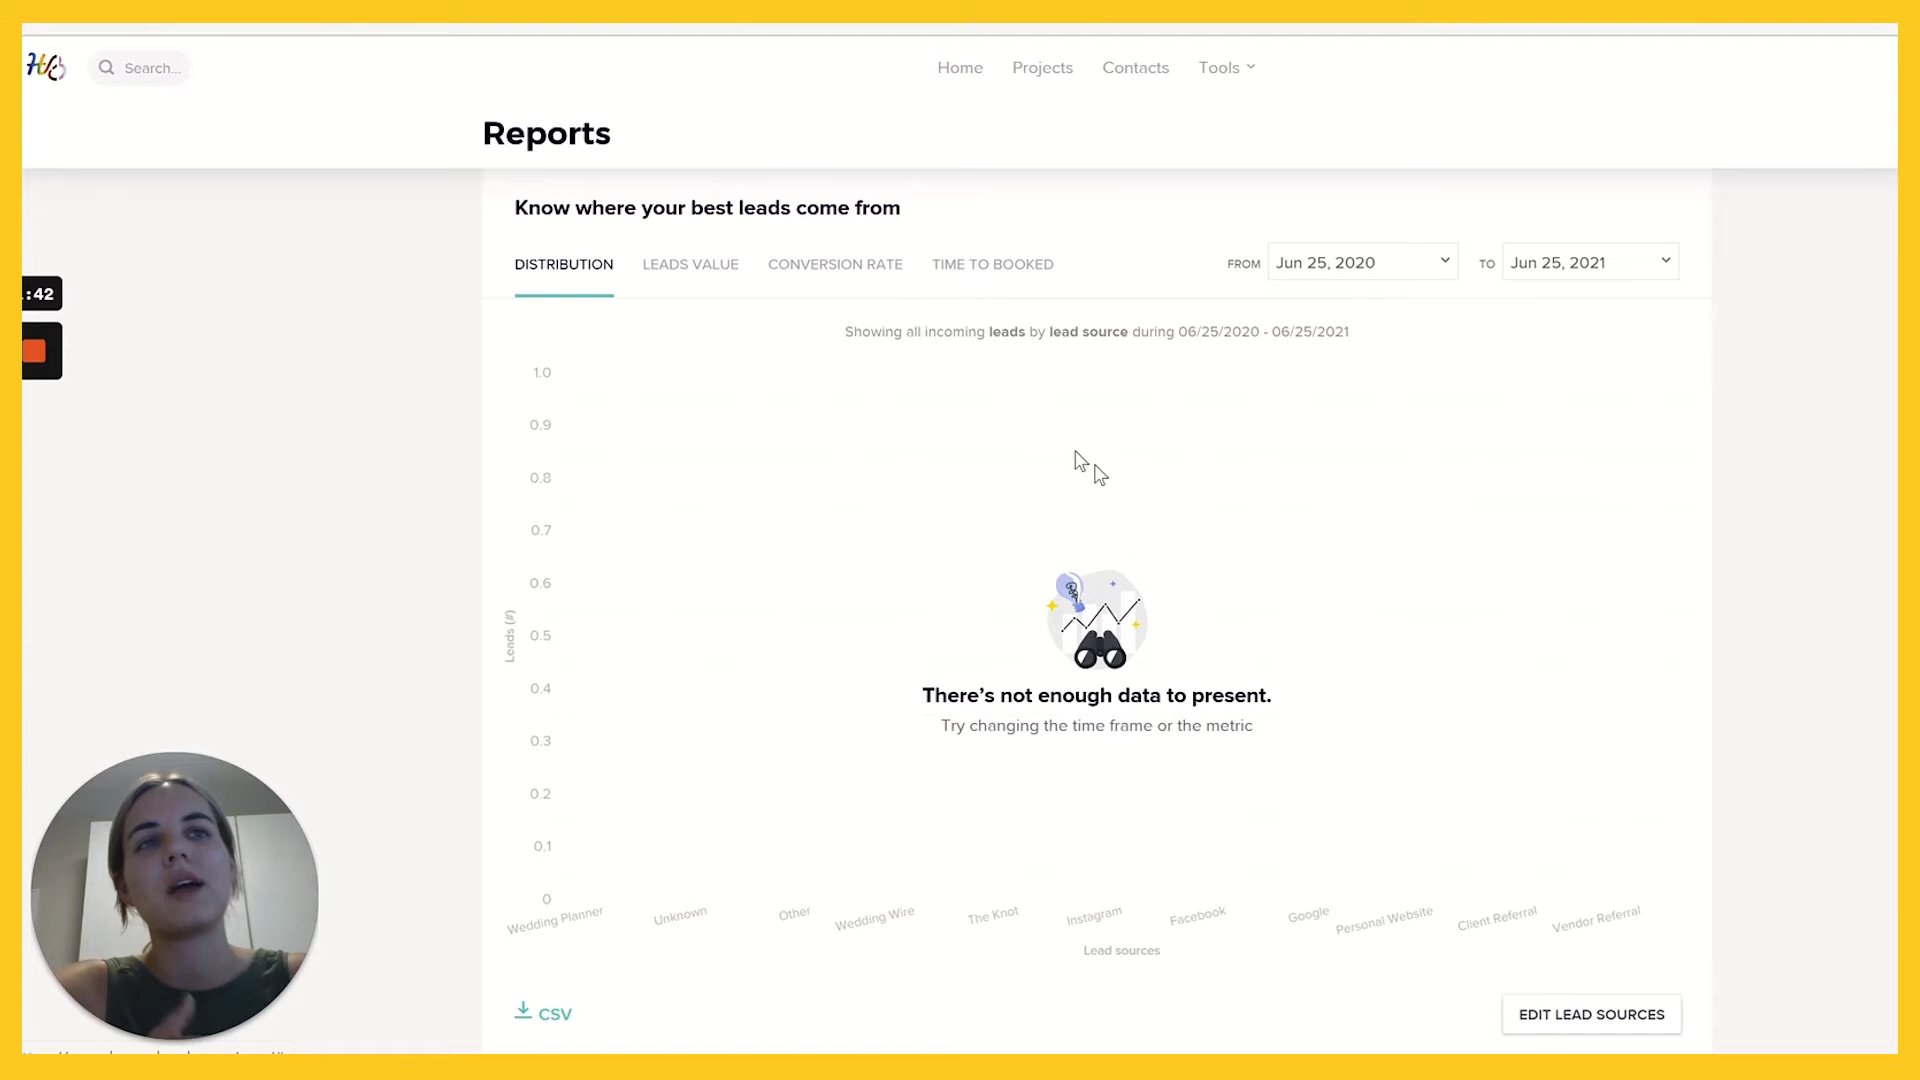 HB
Search...
Home
Projects
Contacts
Tools
Reports
Know where your best leads come from
DISTRIBUTION
LEADS VALUE
CONVERSION RATE
TIME TO BOOKED
FROM
Jun 25, 2020
TO
Jun 25, 2021
:42
Showing all incoming leads by lead source during 06/25/2020 - 06/25/2021
1.0
0.9
0.8
0.7
0.6
0.5
0.4
0.3
0.2
0.1
0
Leads (#)
There's not enough data to present.
Try changing the time frame or the metric
Wedding Planner
Unknown
Other
Wedding Wire
The Knot
Instagram
Facebook
Google
Personal Website
Client Referral
Vendor Referral
Lead sources
CSV
EDIT LEAD SOURCES